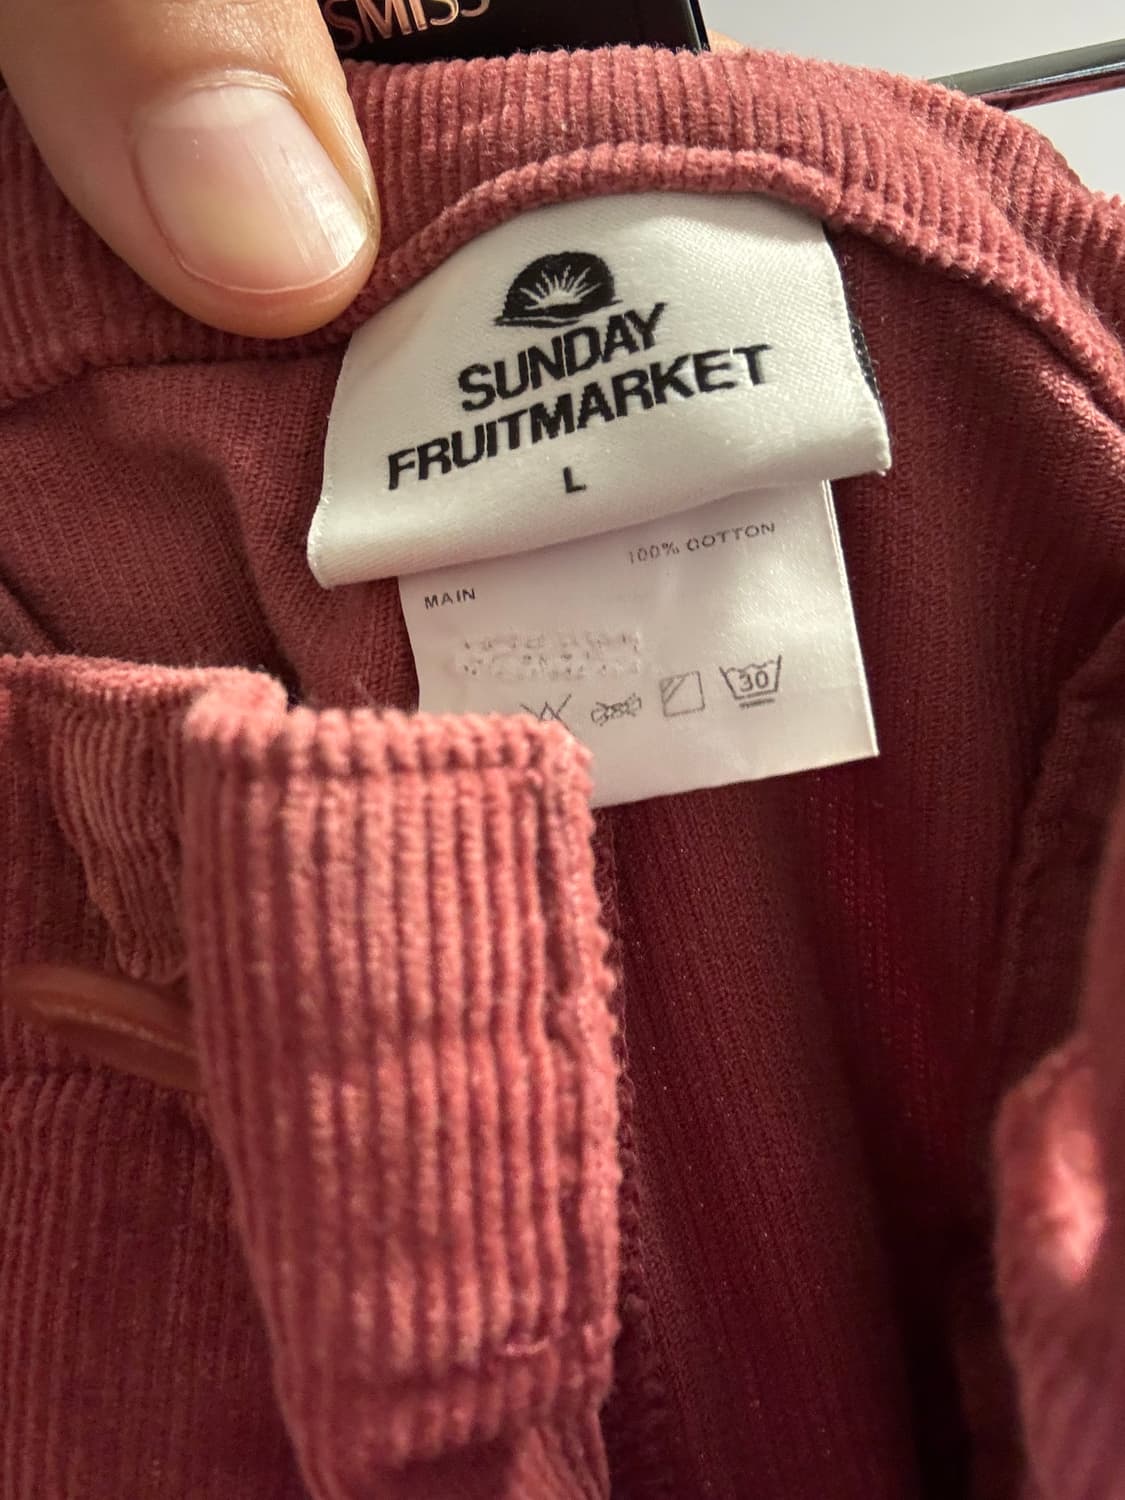 SMISS
SUNDAY
FRUITMARKET
L
100% COTTON
MAIN
30